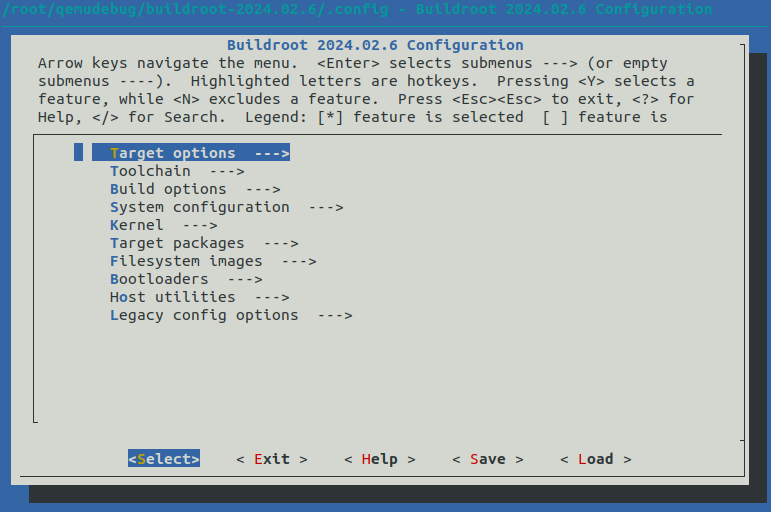 /root/qemudebug/buildroot-2024.02.6/.config - Buildroot 2024.02.6 Configuration
Buildroot 2024.02.6 Configuration
Arrow keys navigate the menu.  <Enter> selects submenus ---> (or empty
submenus ----).  Highlighted letters are hotkeys.  Pressing <Y> selects a
feature, while <N> excludes a feature.  Press <Esc><Esc> to exit, <?> for
Help, </> for Search.  Legend: [*] feature is selected  [ ] feature is
Target options  --->
Toolchain  --->
Build options  --->
System configuration  --->
Kernel  --->
Target packages  --->
Filesystem images  --->
Bootloaders  --->
Host utilities  --->
Legacy config options  --->
<Select>    < Exit >    < Help >    < Save >    < Load >